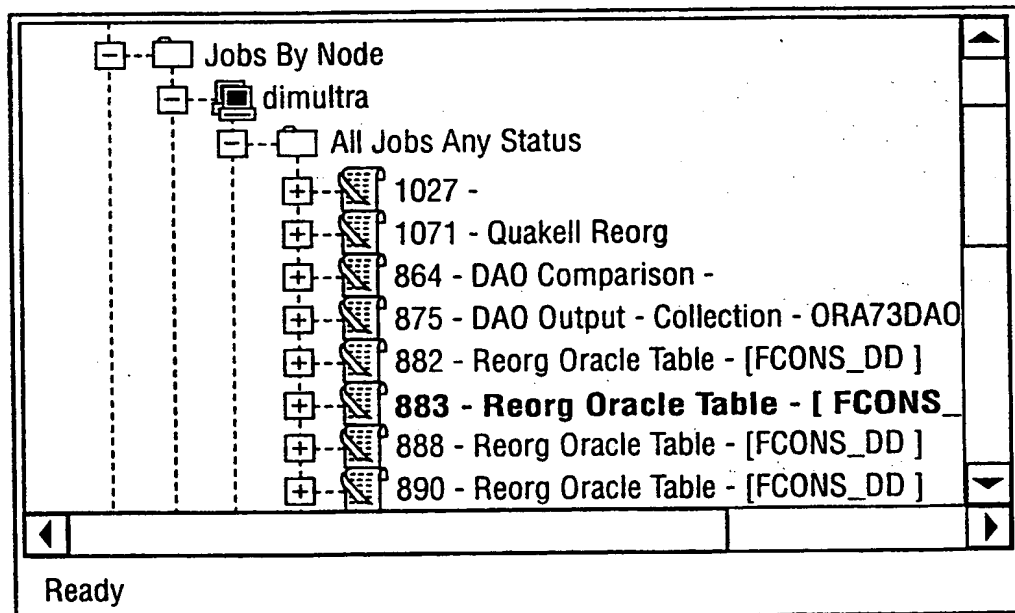 Jobs By Node
dimultra
All Jobs Any Status
1027 -
1071 - Quakell Reorg
864 - DAO Comparison -
875 - DAO Output - Collection - ORA73DAO
882 - Reorg Oracle Table - [FCONS_DD ]
883 - Reorg Oracle Table - [ FCONS_
888 - Reorg Oracle Table - [FCONS_DD ]
890 - Reorg Oracle Table - [FCONS_DD ]
Ready